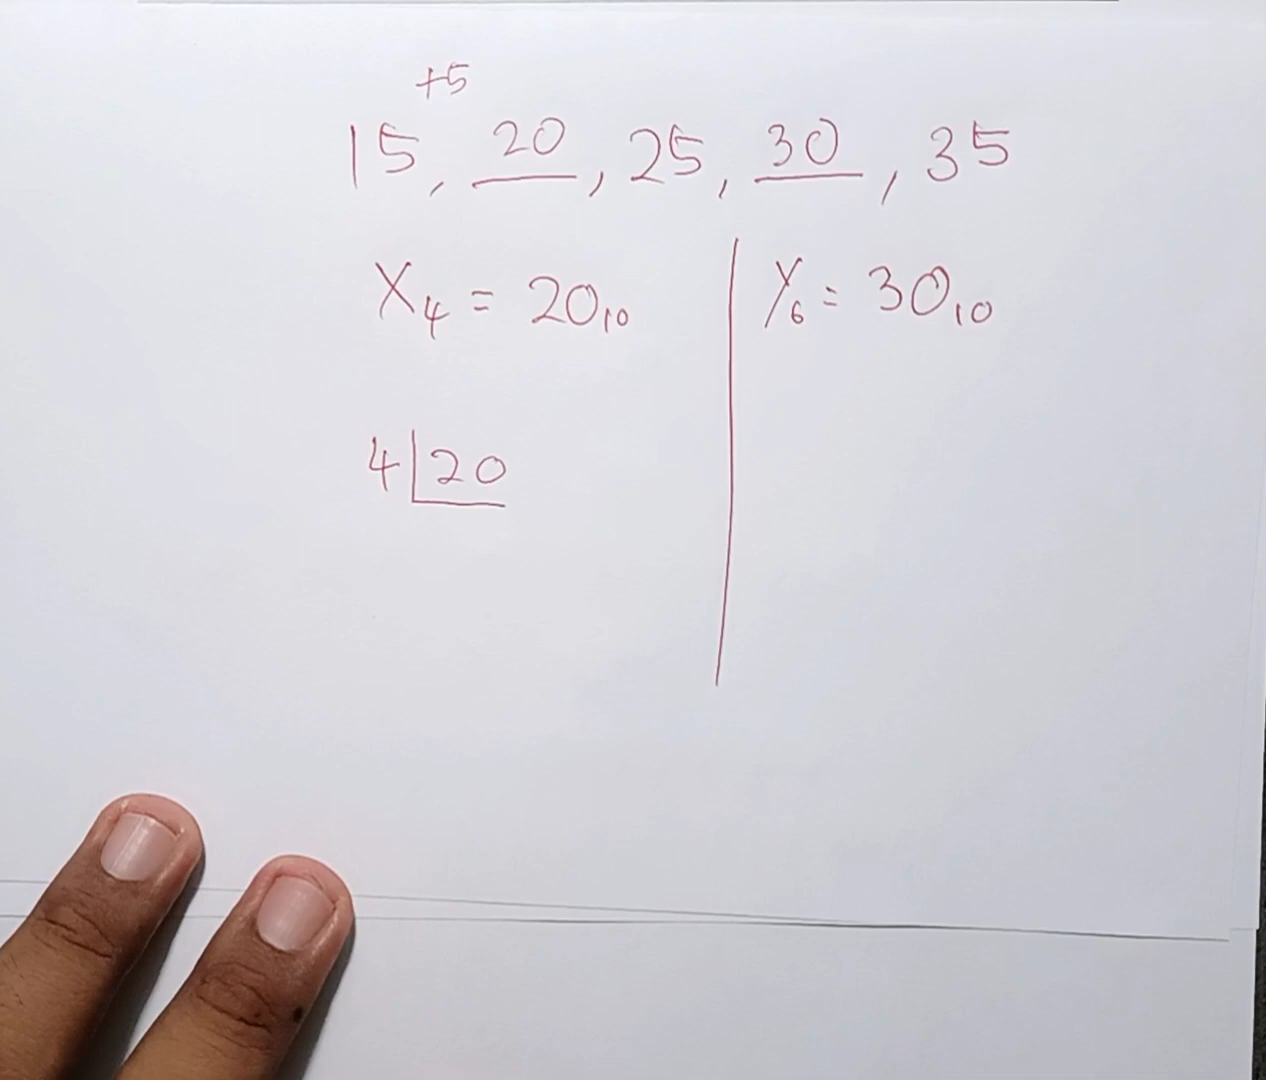 +5
15, 20, 25, 30, 35
X₄ = 20₁₀
Y₆ = 30₁₀
4 20